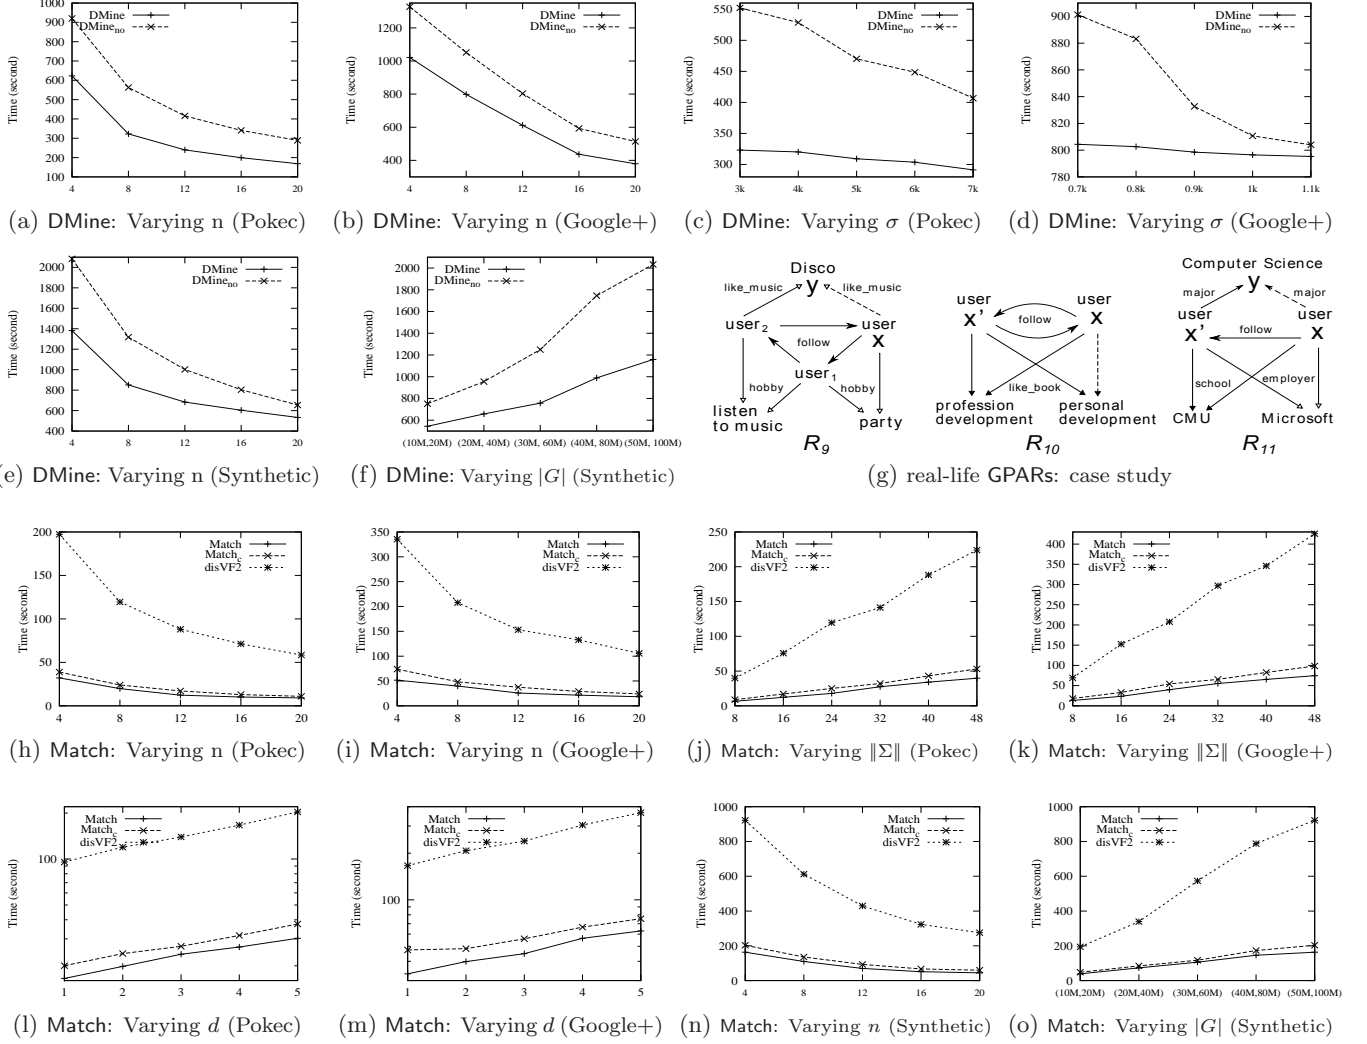 1000
900
800
700
600
500
400
300
200
100
Time (second)
4 8 12 16 20
DMine
DMine_no
(a) DMine: Varying n (Pokec)
1200
1000
800
600
400
Time (second)
4 8 12 16 20
DMine
DMine_no
(b) DMine: Varying n (Google+)
550
500
450
400
350
300
Time (second)
3k 4k 5k 6k 7k
DMine
DMine_no
(c) DMine: Varying σ (Pokec)
900
880
860
840
820
800
780
Time (second)
0.7k 0.8k 0.9k 1k 1.1k
DMine
DMine_no
(d) DMine: Varying σ (Google+)
2000
1800
1600
1400
1200
1000
800
600
400
Time (second)
4 8 12 16 20
DMine
DMine_no
(e) DMine: Varying n (Synthetic)
2000
1800
1600
1400
1200
1000
800
600
Time (second)
(10M,20M) (20M, 40M) (30M, 60M) (40M, 80M) (50M, 100M)
DMine
DMine_no
(f) DMine: Varying |G| (Synthetic)
Disco
y
like_music like_music
user2 user
x
follow
user1
hobby hobby
listen
to music
party
R9
user user
x' x
follow
like_book
profession
development
personal
development
R10
Computer Science
y
major major
user user
x' x
follow
school employer
CMU Microsoft
R11
(g) real-life GPARs: case study
200
150
100
50
0
Time (second)
4 8 12 16 20
Match
Match_c
disVF2
(h) Match: Varying n (Pokec)
350
300
250
200
150
100
50
0
Time (second)
4 8 12 16 20
Match
Match_c
disVF2
(i) Match: Varying n (Google+)
250
200
150
100
50
0
Time (second)
8 16 24 32 40 48
Match
Match_c
disVF2
(j) Match: Varying ‖Σ‖ (Pokec)
400
350
300
250
200
150
100
50
0
Time (second)
8 16 24 32 40 48
Match
Match_c
disVF2
(k) Match: Varying ‖Σ‖ (Google+)
100
Time (second)
1 2 3 4 5
Match
Match_c
disVF2
(l) Match: Varying d (Pokec)
100
Time (second)
1 2 3 4 5
Match
Match_c
disVF2
(m) Match: Varying d (Google+)
1000
800
600
400
200
0
Time (second)
4 8 12 16 20
Match
Match_c
disVF2
(n) Match: Varying n (Synthetic)
1000
800
600
400
200
0
Time (second)
(10M,20M) (20M,40M) (30M,60M) (40M,80M) (50M,100M)
Match
Match_c
disVF2
(o) Match: Varying |G| (Synthetic)